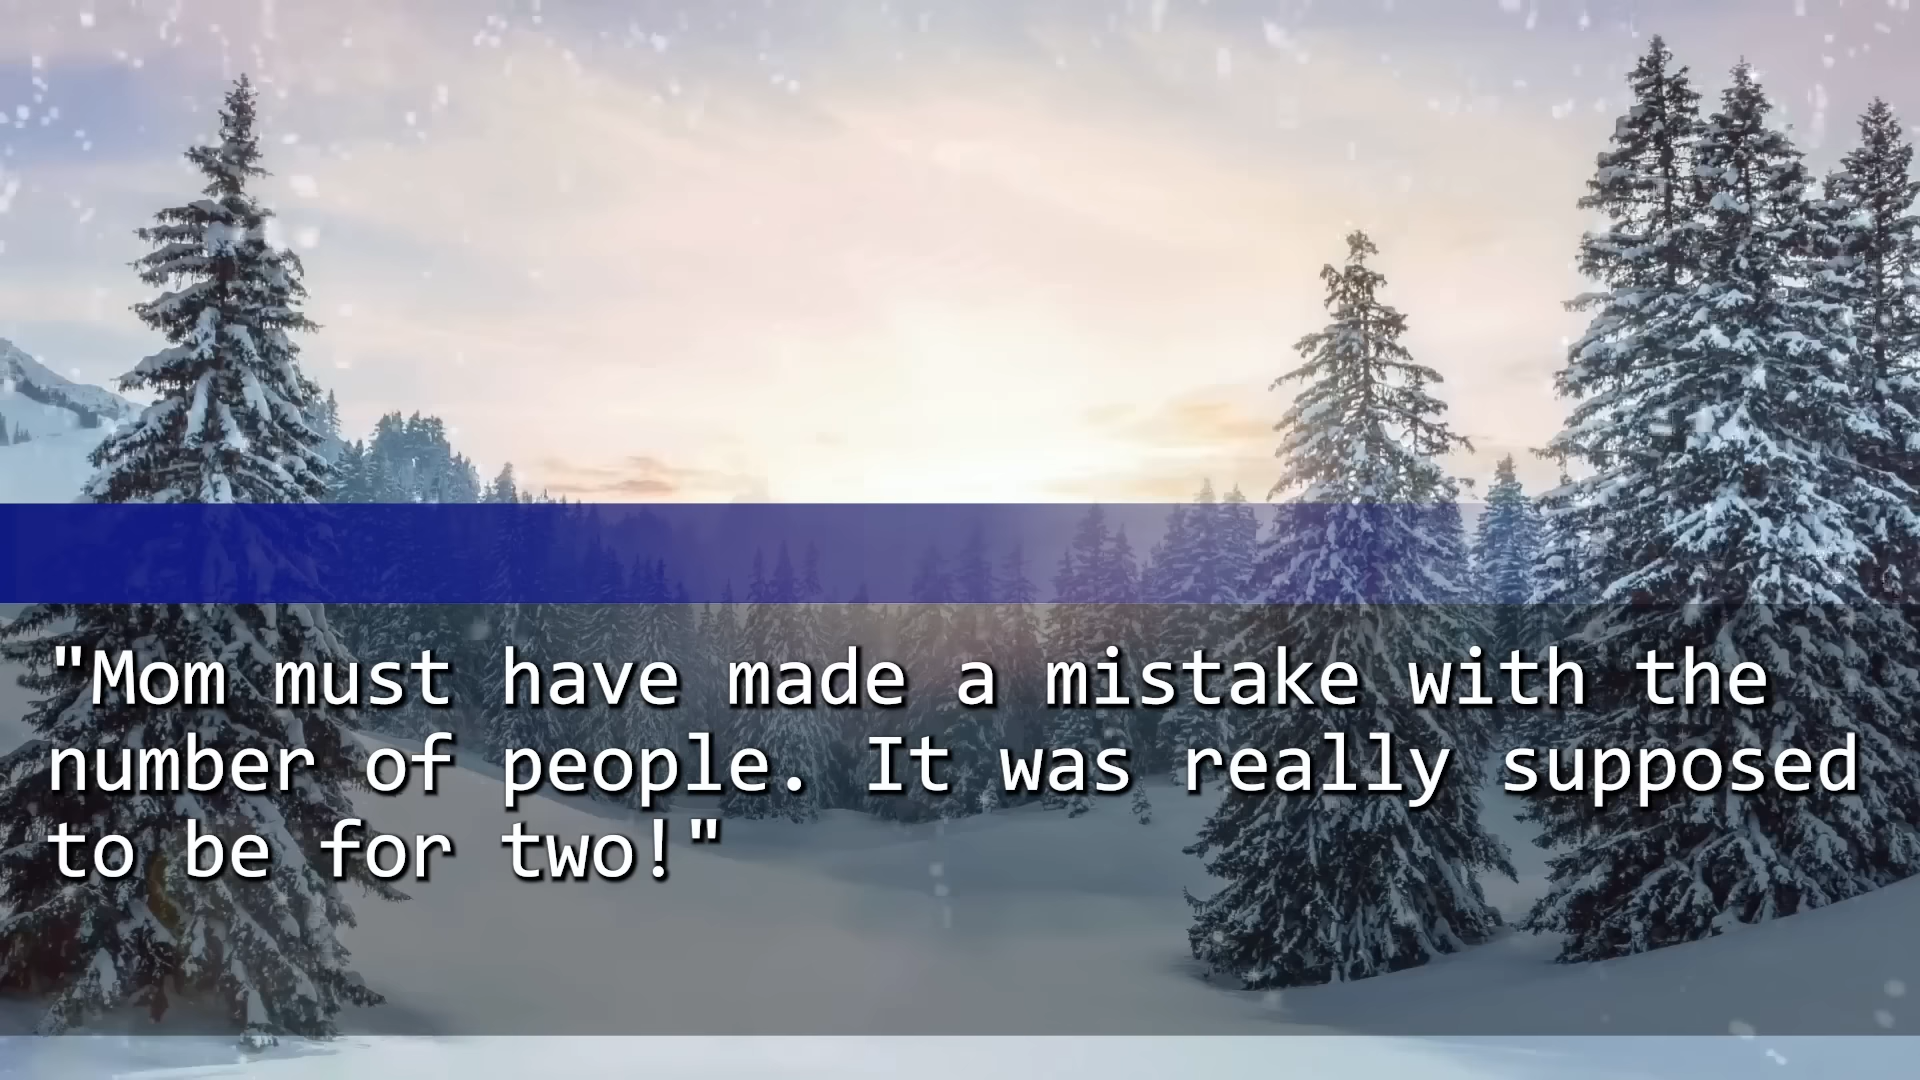 "Mom must have made a mistake with the
number of people. It was really supposed
to be for two!"